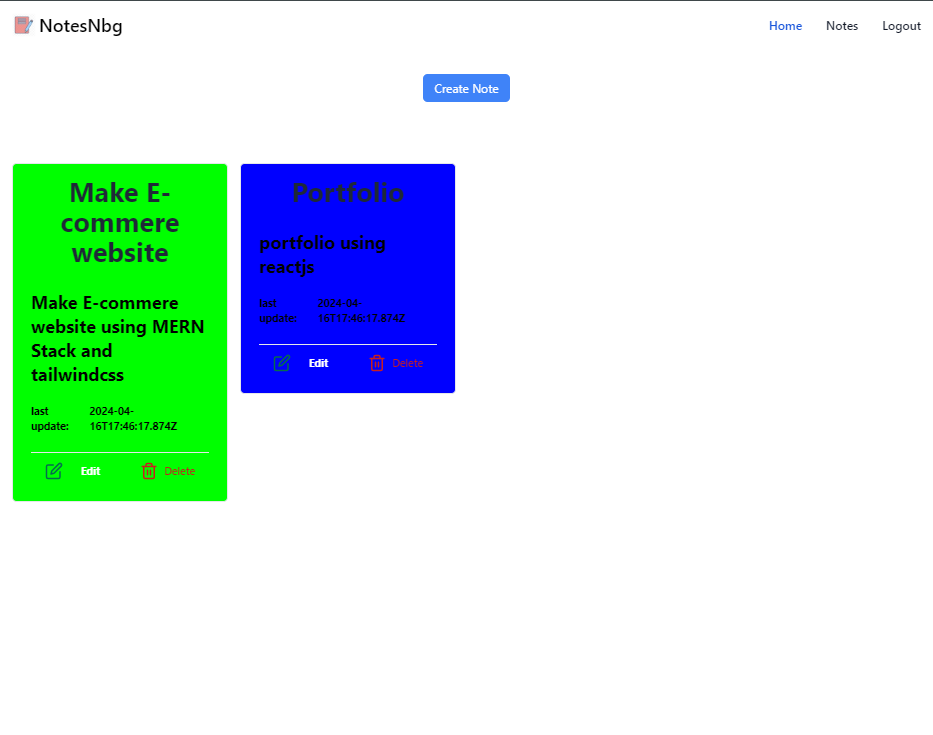 NotesNbg
Home Notes Logout
Create Note
Make E-
commere
website
Make E-commere
website using MERN
Stack and
tailwindcss
last
update:
2024-04-
16T17:46:17.874Z
Edit Delete
Portfolio
portfolio using
reactjs
last
update:
2024-04-
16T17:46:17.874Z
Edit Delete